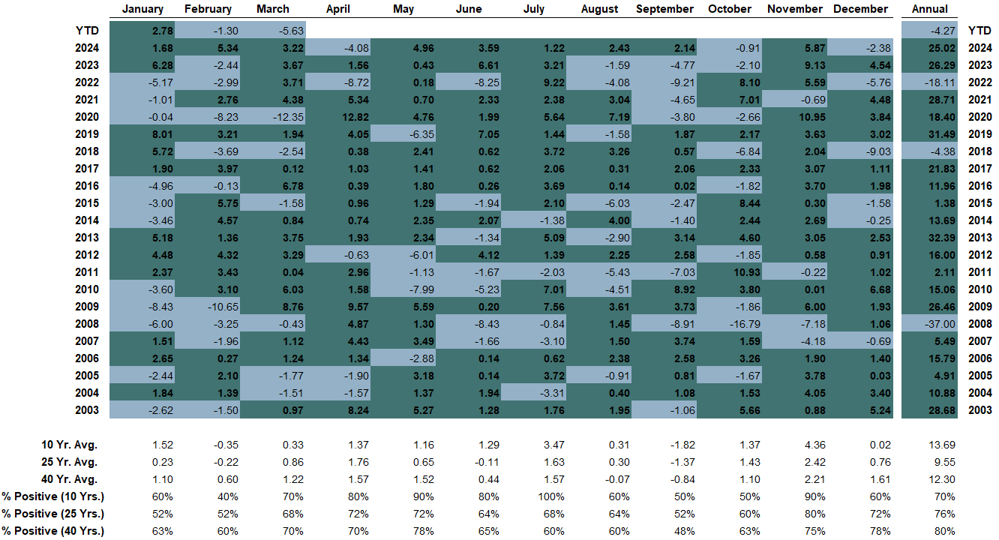 January February March April May June July August September October November December Annual
YTD 2.78 -1.30 -5.63 -4.27 YTD
2024 1.68 5.34 3.22 -4.08 4.96 3.59 1.22 2.43 2.14 -0.91 5.87 -2.38 25.02 2024
2023 6.28 -2.44 3.67 1.56 0.43 6.61 3.21 -1.59 -4.77 -2.10 9.13 4.54 26.29 2023
2022 -5.17 -2.99 3.71 -8.72 0.18 -8.25 9.22 -4.08 -9.21 8.10 5.59 -5.76 -18.11 2022
2021 -1.01 2.76 4.38 5.34 0.70 2.33 2.38 3.04 -4.65 7.01 -0.69 4.48 28.71 2021
2020 -0.04 -8.23 -12.35 12.82 4.76 1.99 5.64 7.19 -3.80 -2.66 10.95 3.84 18.40 2020
2019 8.01 3.21 1.94 4.05 -6.35 7.05 1.44 -1.58 1.87 2.17 3.63 3.02 31.49 2019
2018 5.72 -3.69 -2.54 0.38 2.41 0.62 3.72 3.26 0.57 -6.84 2.04 -9.03 -4.38 2018
2017 1.90 3.97 0.12 1.03 1.41 0.62 2.06 0.31 2.06 2.33 3.07 1.11 21.83 2017
2016 -4.96 -0.13 6.78 0.39 1.80 0.26 3.69 0.14 0.02 -1.82 3.70 1.98 11.96 2016
2015 -3.00 5.75 -1.58 0.96 1.29 -1.94 2.10 -6.03 -2.47 8.44 0.30 -1.58 1.38 2015
2014 -3.46 4.57 0.84 0.74 2.35 2.07 -1.38 4.00 -1.40 2.44 2.69 -0.25 13.69 2014
2013 5.18 1.36 3.75 1.93 2.34 -1.34 5.09 -2.90 3.14 4.60 3.05 2.53 32.39 2013
2012 4.48 4.32 3.29 -0.63 -6.01 4.12 1.39 2.25 2.58 -1.85 0.58 0.91 16.00 2012
2011 2.37 3.43 0.04 2.96 -1.13 -1.67 -2.03 -5.43 -7.03 10.93 -0.22 1.02 2.11 2011
2010 -3.60 3.10 6.03 1.58 -7.99 -5.23 7.01 -4.51 8.92 3.80 0.01 6.68 15.06 2010
2009 -8.43 -10.65 8.76 9.57 5.59 0.20 7.56 3.61 3.73 -1.86 6.00 1.93 26.46 2009
2008 -6.00 -3.25 -0.43 4.87 1.30 -8.43 -0.84 1.45 -8.91 -16.79 -7.18 1.06 -37.00 2008
2007 1.51 -1.96 1.12 4.43 3.49 -1.66 -3.10 1.50 3.74 1.59 -4.18 -0.69 5.49 2007
2006 2.65 0.27 1.24 1.34 -2.88 0.14 0.62 2.38 2.58 3.26 1.90 1.40 15.79 2006
2005 -2.44 2.10 -1.77 -1.90 3.18 0.14 3.72 -0.91 0.81 -1.67 3.78 0.03 4.91 2005
2004 1.84 1.39 -1.51 -1.57 1.37 1.94 -3.31 0.40 1.08 1.53 4.05 3.40 10.88 2004
2003 -2.62 -1.50 0.97 8.24 5.27 1.28 1.76 1.95 -1.06 5.66 0.88 5.24 28.68 2003
10 Yr. Avg. 1.52 -0.35 0.33 1.37 1.16 1.29 3.47 0.31 -1.82 1.37 4.36 0.02 13.69
25 Yr. Avg. 0.23 -0.22 0.86 1.76 0.65 -0.11 1.63 0.30 -1.37 1.43 2.42 0.76 9.55
40 Yr. Avg. 1.10 0.60 1.22 1.57 1.52 0.44 1.57 -0.07 -0.84 1.10 2.21 1.61 12.30
% Positive (10 Yrs.) 60% 40% 70% 80% 90% 80% 100% 60% 50% 50% 90% 60% 70%
% Positive (25 Yrs.) 52% 52% 68% 72% 72% 64% 68% 64% 52% 60% 80% 72% 76%
% Positive (40 Yrs.) 63% 60% 70% 70% 78% 65% 60% 60% 48% 63% 75% 78% 80%